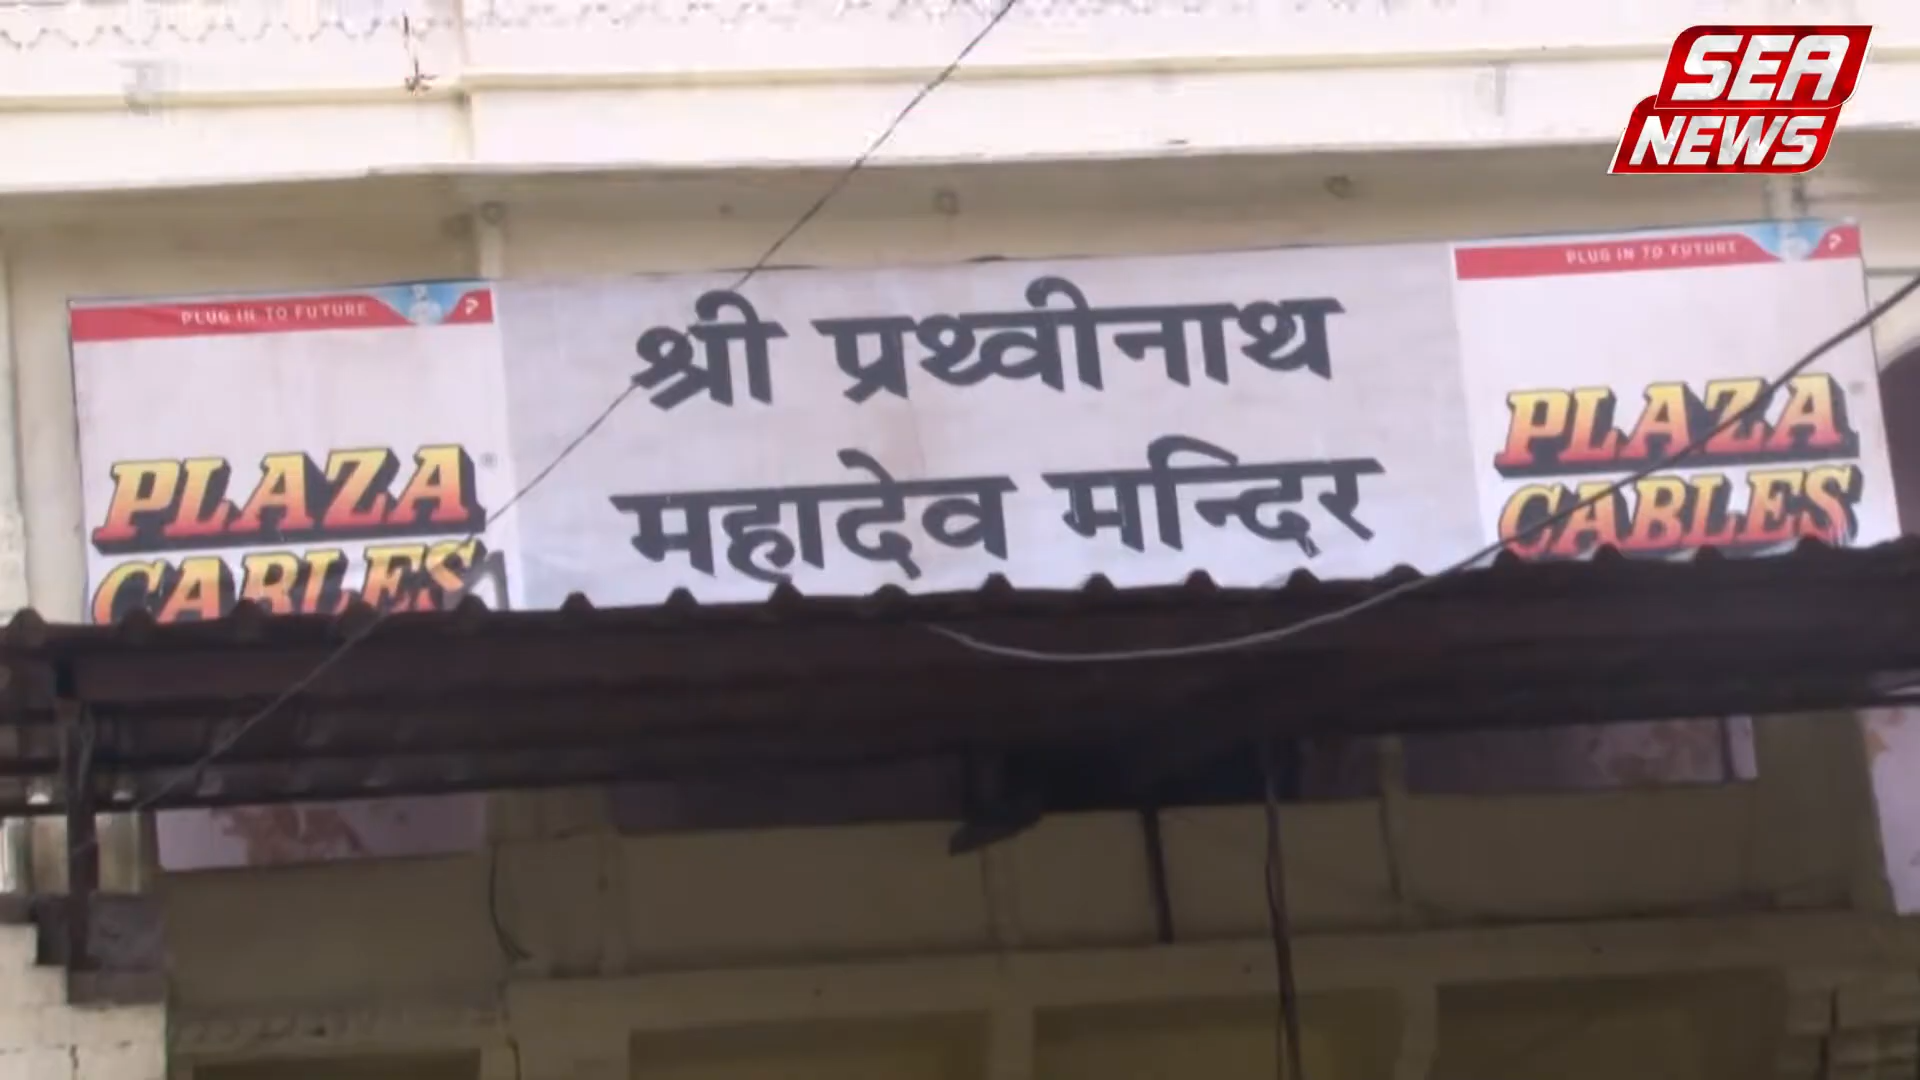 SEA
NEWS
PLUG IN TO FUTURE
PLUG IN TO FUTURE
श्री प्रथ्वीनाथ
महादेव मन्दिर
PLAZA
CABLES
PLAZA
CABLES